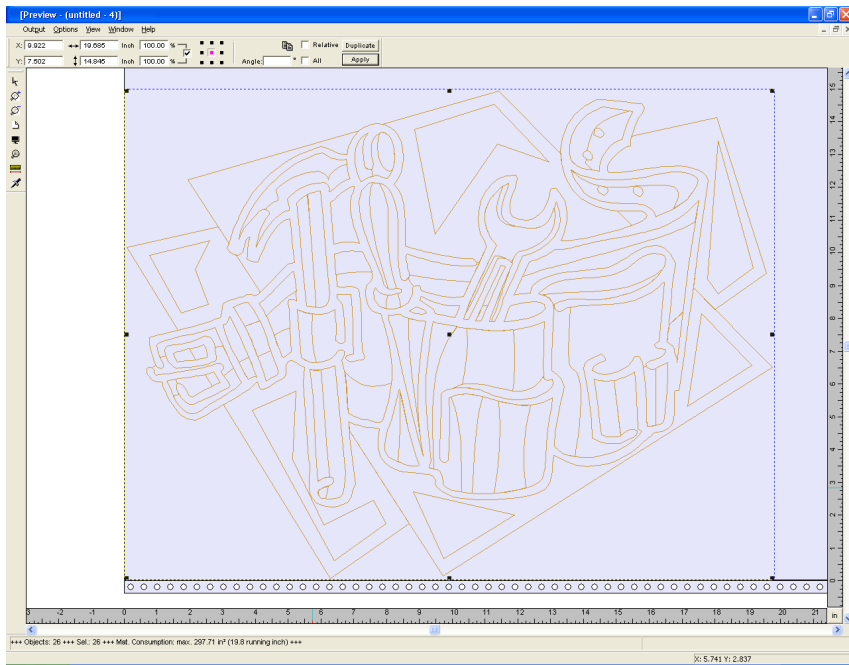 [Preview - (untitled - 4)]
Output Options View Window Help
X: 9.922 19.685 Inch 100.00 % Relative Duplicate
Y: 7.502 14.845 Inch 100.00 % Angle: ° All Apply
15
14
13
12
11
10
9
8
7
6
5
4
3
2
1
0
3 -2 -1 0 1 2 3 4 5 6 7 8 9 10 11 12 13 14 15 16 17 18 19 20 21 in
+++ Objects: 26 +++ Sel.: 26 +++ Mat. Consumption: max. 297.71 in² (19.8 running inch) +++
X: 5.741 Y: 2.837